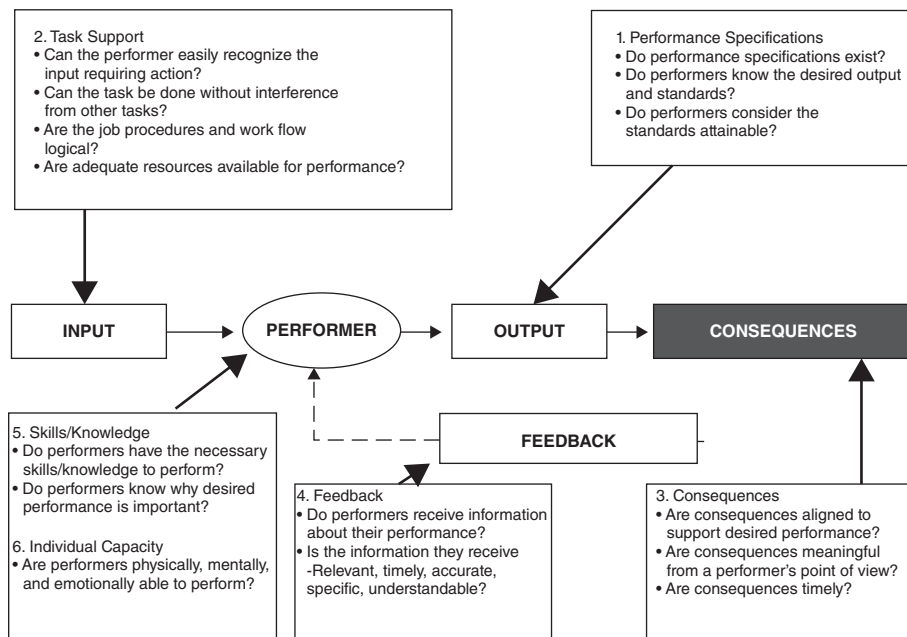 2. Task Support
• Can the performer easily recognize the
input requiring action?
• Can the task be done without interference
from other tasks?
• Are the job procedures and work flow
logical?
• Are adequate resources available for performance?
1. Performance Specifications
• Do performance specifications exist?
• Do performers know the desired output
and standards?
• Do performers consider the
standards attainable?
INPUT
PERFORMER
OUTPUT
CONSEQUENCES
FEEDBACK
5. Skills/Knowledge
• Do performers have the necessary
skills/knowledge to perform?
• Do performers know why desired
performance is important?
6. Individual Capacity
• Are performers physically, mentally,
and emotionally able to perform?
4. Feedback
• Do performers receive information
about their performance?
• Is the information they receive
-Relevant, timely, accurate,
specific, understandable?
3. Consequences
• Are consequences aligned to
support desired performance?
• Are consequences meaningful
from a performer's point of view?
• Are consequences timely?